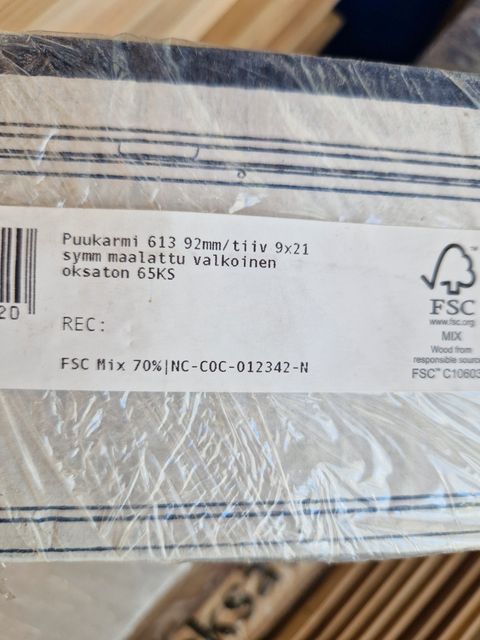 Puukarmi 613 92mm/tiiv 9x21
symm maalattu valkoinen
oksaton 65KS
20
REC:
FSC Mix 70%|NC-COC-012342-N
FSC
www.fsc.org
MIX
Wood from
responsible
FSC™